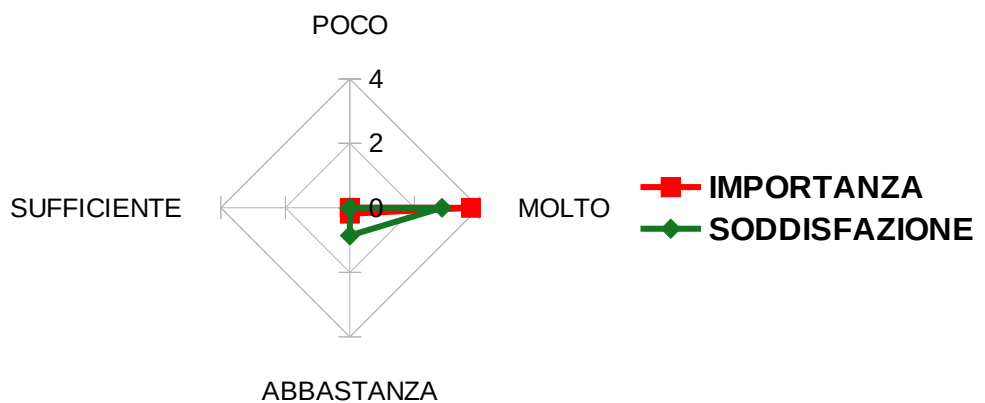 POCO
4
2
0
SUFFICIENTE
MOLTO
ABBASTANZA
IMPORTANZA
SODDISFAZIONE